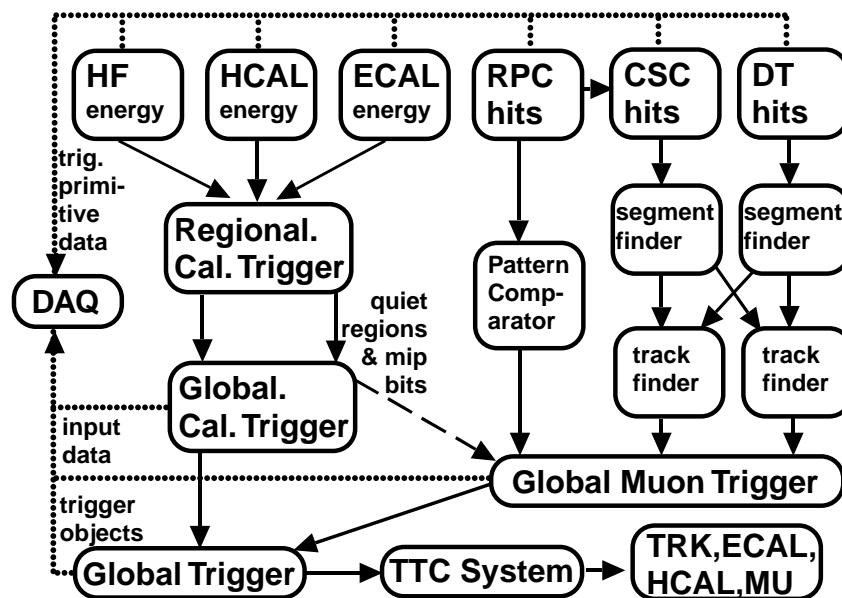 HF
energy
HCAL
energy
ECAL
energy
RPC
hits
CSC
hits
DT
hits
trig.
primi-
tive
data
Regional.
Cal. Trigger
segment
finder
segment
finder
Pattern
Comp-
arator
DAQ
quiet
regions
& mip
bits
track
finder
track
finder
Global.
Cal. Trigger
input
data
Global Muon Trigger
trigger
objects
Global Trigger
TTC System
TRK,ECAL,
HCAL,MU